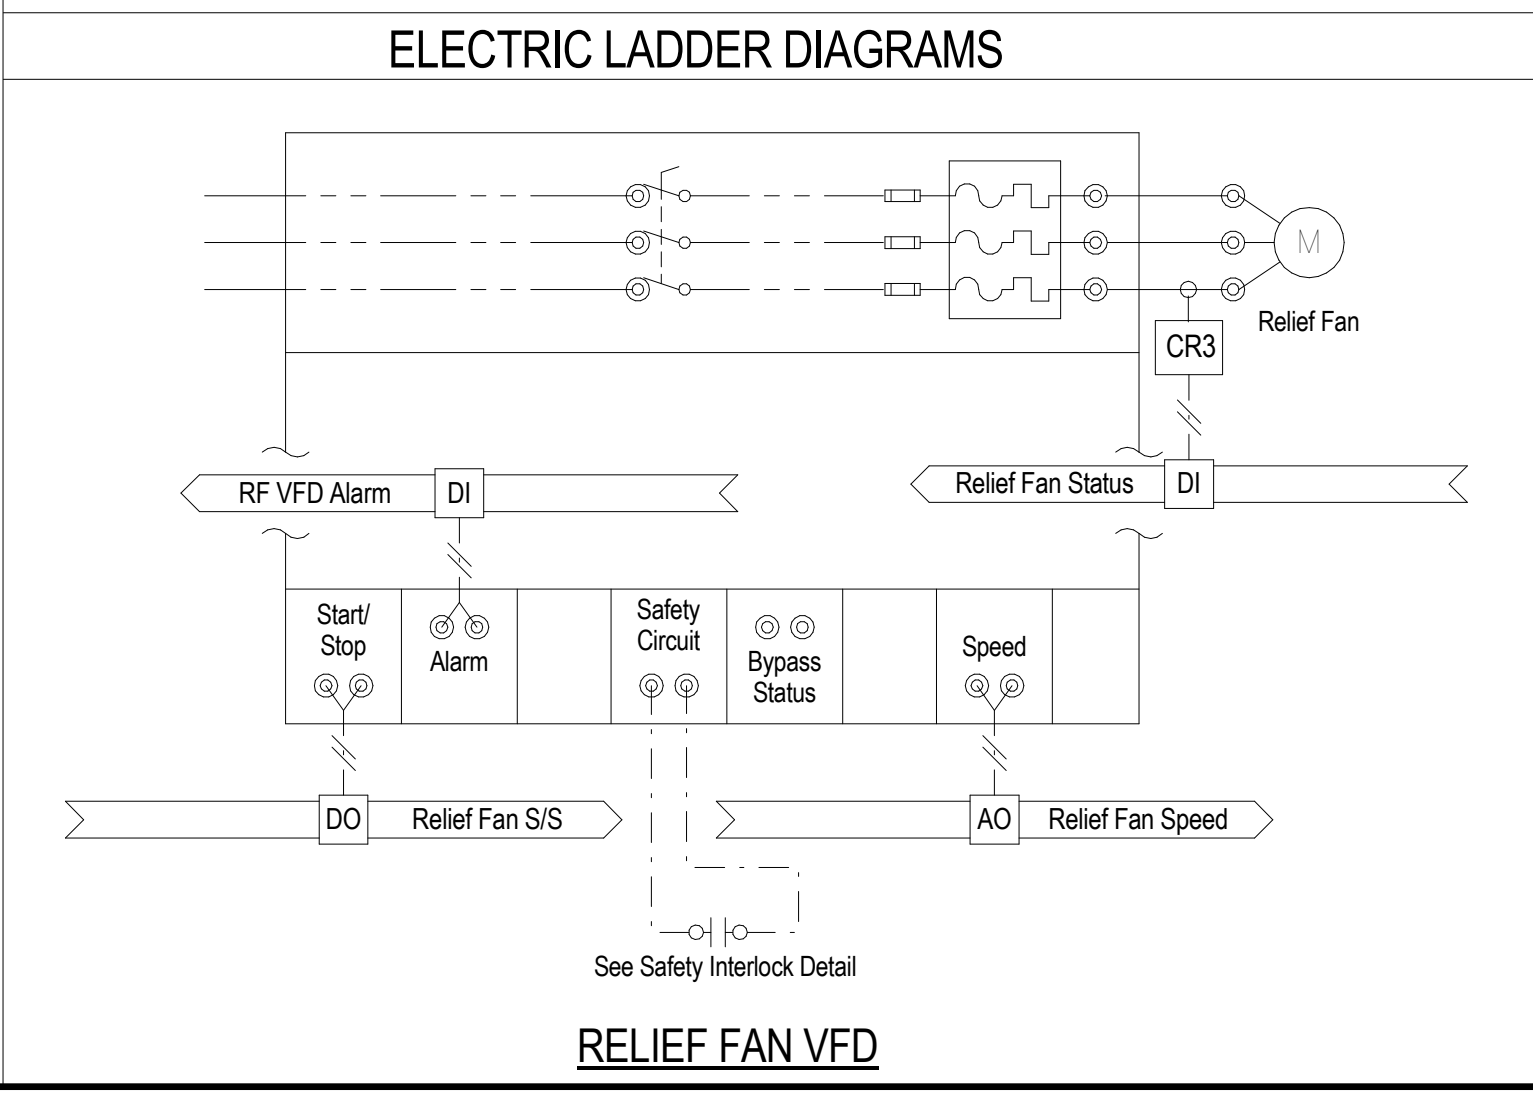 ELECTRIC LADDER DIAGRAMS
M
Relief Fan
CR3
RF VFD Alarm
DI
Relief Fan Status
DI
Start/
Stop
Alarm
Safety
Circuit
Bypass
Status
Speed
DO
Relief Fan S/S
AO
Relief Fan Speed
See Safety Interlock Detail
RELIEF FAN VFD